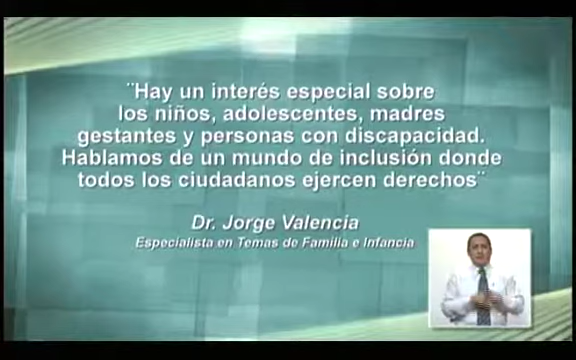 ¨Hay un interés especial sobre
los niños, adolescentes, madres
gestantes y personas con discapacidad.
Hablamos de un mundo de inclusión donde
todos los ciudadanos ejercen derechos¨
Dr. Jorge Valencia
Especialista en Temas de Familia e Infancia